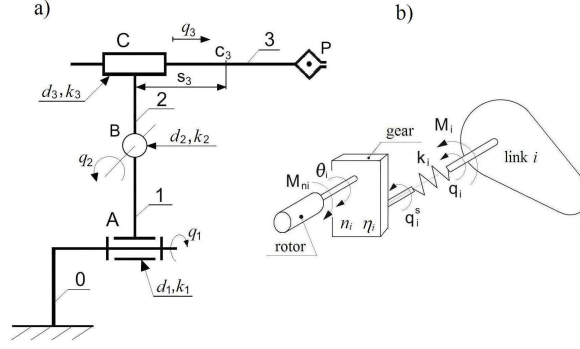 a)
q₃
C
c₃
3
P
s₃
d₃,k₃
2
B
d₂,k₂
q₂
1
A
q₁
0
d₁,k₁
b)
gear
Mᵢ
link i
kᵢ
θᵢ
Mₙᵢ
qᵢ
qᵢˢ
nᵢ ηᵢ
rotor